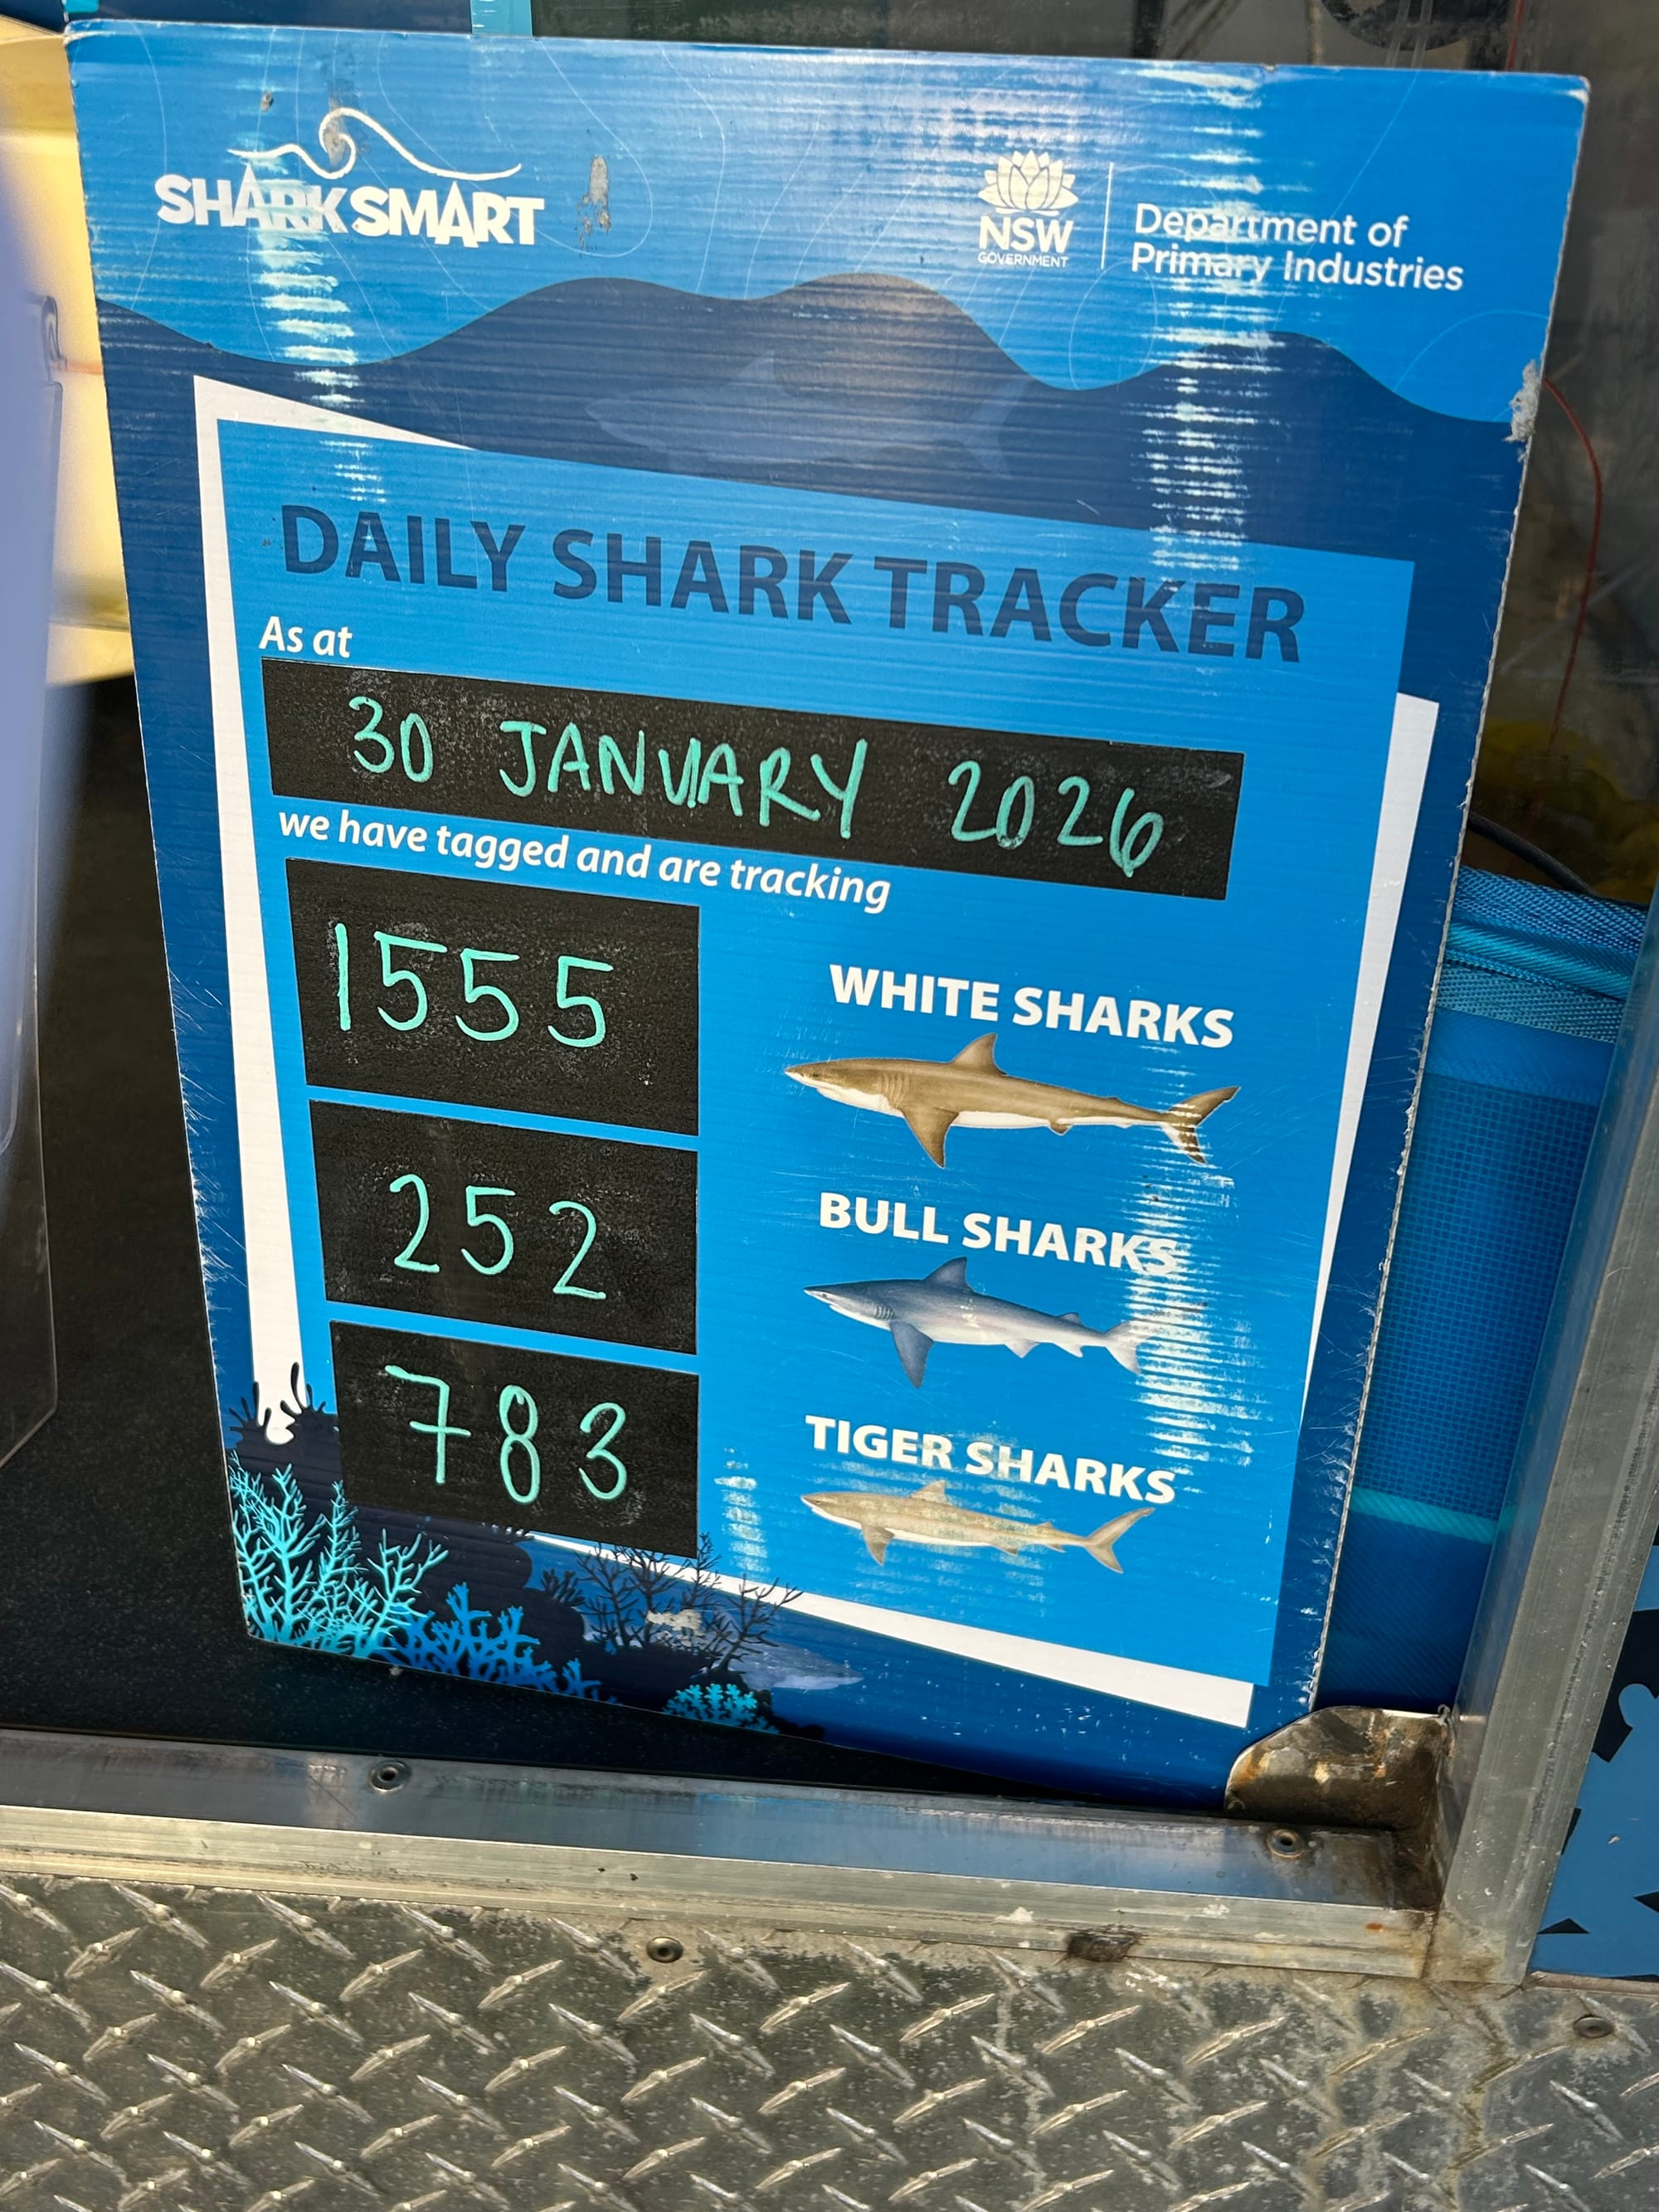 SHARKSMART
NSW
GOVERNMENT
Department of
Primary Industries
DAILY SHARK TRACKER
As at
30 JANUARY 2026
we have tagged and are tracking
1555
WHITE SHARKS
252
BULL SHARKS
783
TIGER SHARKS